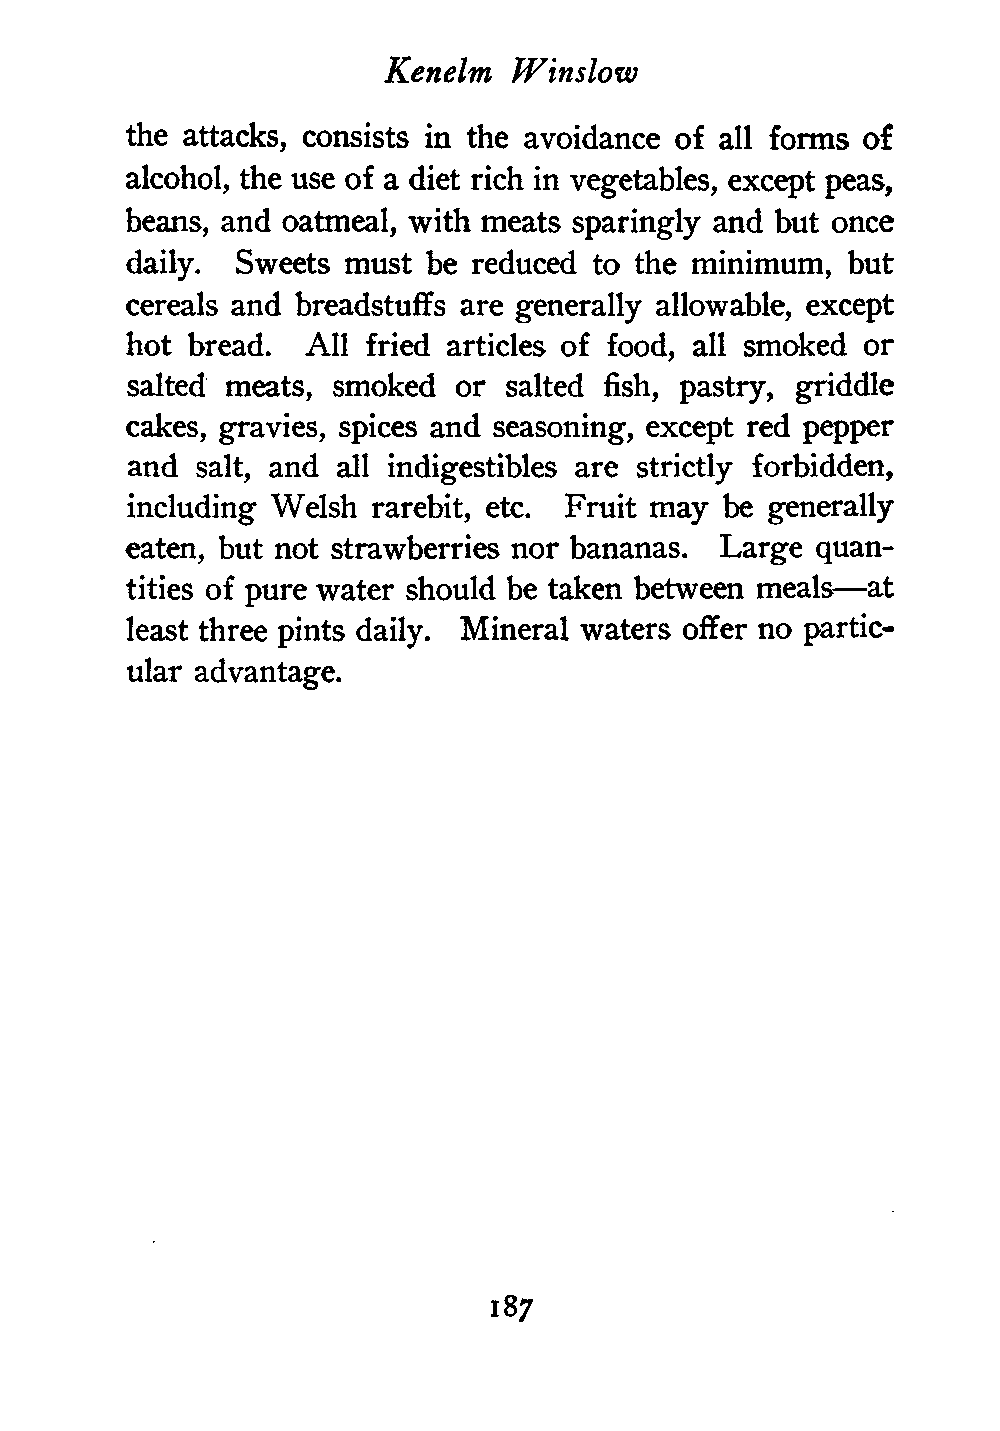 Kenelm Winslow
the attacks, consists in the avoidance of all forms of
alcohol, the use of a diet rich in vegetables, except peas,
beans, and oatmeal, with meats sparingly and but once
daily. Sweets must be reduced to the minimum, but
cereals and breadstuffs are generally allowable, except
hot bread. All fried articles of food, all smoked or
salted meats, smoked or salted fish, pastry, griddle
cakes, gravies, spices and seasoning, except red pepper
and salt, and all indigestibles are strictly forbidden,
including Welsh rarebit, etc. Fruit may be generally
eaten, but not strawberries nor bananas. Large quan-
tities of pure water should be taken between meals—at
least three pints daily. Mineral waters offer no partic-
ular advantage.
187